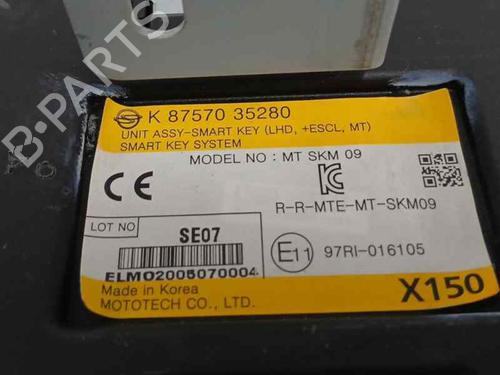 K 87570 35280
UNIT ASSY-SMART KEY (LHD, +ESCL, MT)
SMART KEY SYSTEM
MODEL NO : MT SKM 09
CE
R-R-MTE-MT-SKM09
LOT NO
SE07
E11 97RI-016105
ELMO2005070004
Made in Korea
MOTOTECH CO., LTD.
X150